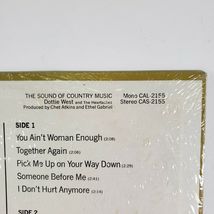 THE SOUND OF COUNTRY MUSIC Mono CAL-2155
Dottie West and The Heartaches Stereo CAS-2155
Produced by Chet Atkins and Ethel Gabriel
SIDE 1
You Ain't Woman Enough (2:08)
Together Again (2:08)
Pick Me Up on Your Way Down (2:29)
Someone Before Me (2:41)
I Don't Hurt Anymore (2:14)
SIDE 2